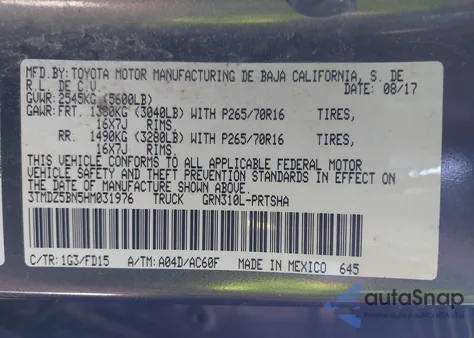 MFD.BY: TOYOTA MOTOR MANUFACTURING DE BAJA CALIFORNIA, S. DE
R.L. DE C.V. DATE: 08/17
GVWR: 2545KG (5600LB)
GAWR: FRT. 1380KG (3040LB) WITH P265/70R16 TIRES,
16X7J RIMS,
RR. 1490KG (3280LB) WITH P265/70R16 TIRES,
16X7J RIMS,
THIS VEHICLE CONFORMS TO ALL APPLICABLE FEDERAL MOTOR
VEHICLE SAFETY AND THEFT PREVENTION STANDARDS IN EFFECT ON
THE DATE OF MANUFACTURE SHOWN ABOVE.
3TMDZ5BN5HM031976 TRUCK GRN310L-PRTSHA
C/TR: 1G3/FD15 A/TM: A04D/AC60F MADE IN MEXICO 645
autaSnap